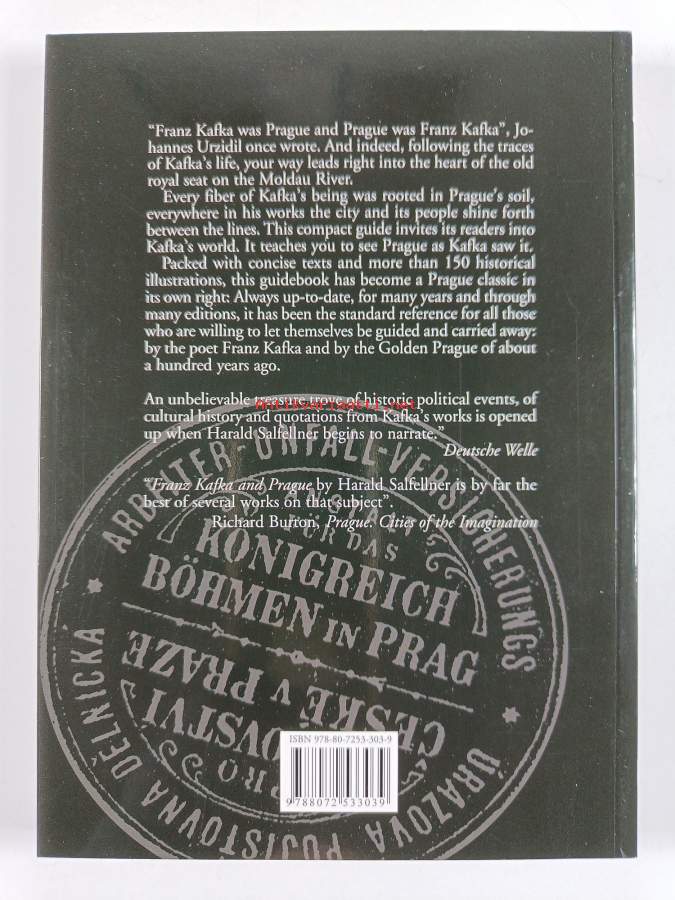 “Franz Kafka was Prague and Prague was Franz Kafka”, Jo-
hannes Urzidil once wrote. And indeed, following the traces
of Kafka’s life, your way leads right into the heart of the old
royal seat on the Moldau River.
Every fiber of Kafka’s being was rooted in Prague’s soil,
everywhere in his works the city and its people shine forth
between the lines. This compact guide invites its readers into
Kafka’s world. It teaches you to see Prague as Kafka saw it.
Packed with concise texts and more than 150 historical
illustrations, this guidebook has become a Prague classic in
its own right: Always up-to-date, for many years and through
many editions, it has been the standard reference for all those
who are willing to let themselves be guided and carried away:
by the poet Franz Kafka and by the Golden Prague of about
a hundred years ago.
An unbelievable treasure trove of historic political events, of
cultural history and quotations from Kafka’s works is opened
up when Harald Salfellner begins to narrate.”
Deutsche Welle
“Franz Kafka and Prague by Harald Salfellner is by far the
best of several works on that subject”.
Richard Burton, Prague. Cities of the Imagination
ARBEITER-UNFALL-VERSICHERUNGS
FÜR DAS
KÖNIGREICH
BÖHMEN IN PRAG
ČESKÉ V PRAZE
PRO
ÚRAZOVA POJISTOVNA DĚLNICKÁ
ISBN 978-80-7253-303-9
9 788072 533039